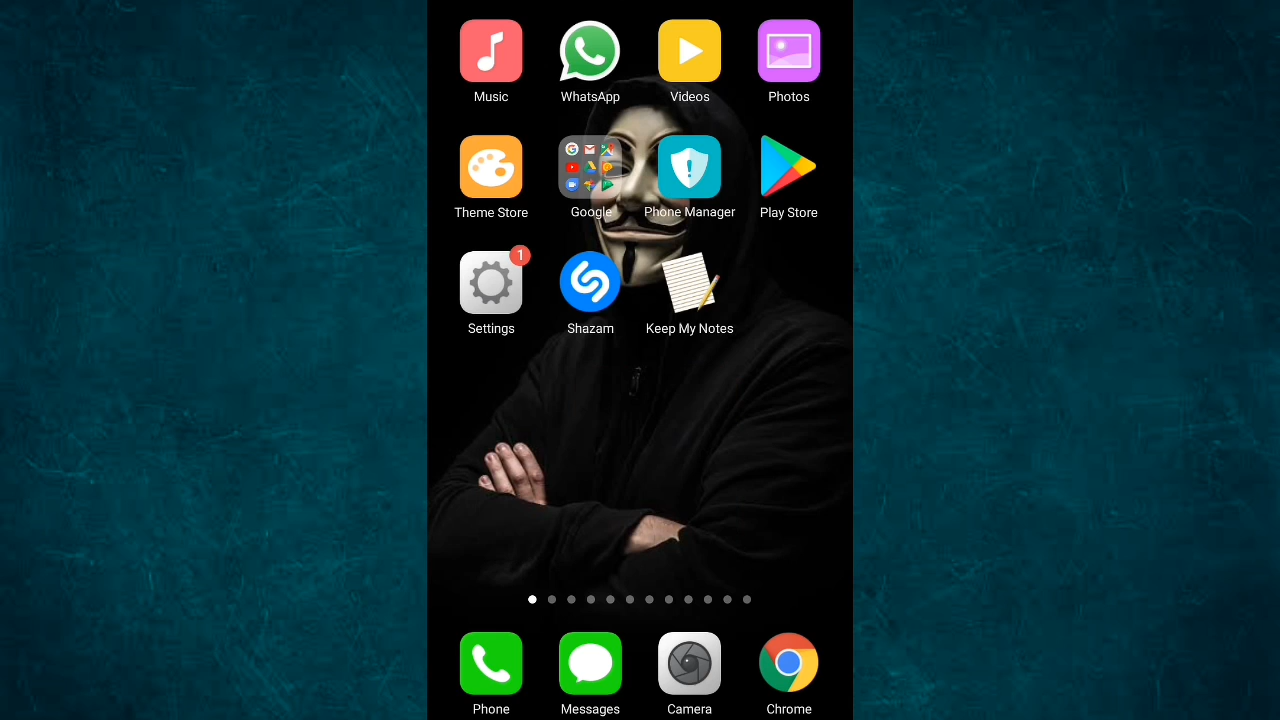 Music WhatsApp Videos Photos
Theme Store Google Phone Manager Play Store
1
Settings Shazam Keep My Notes
Phone Messages Camera Chrome